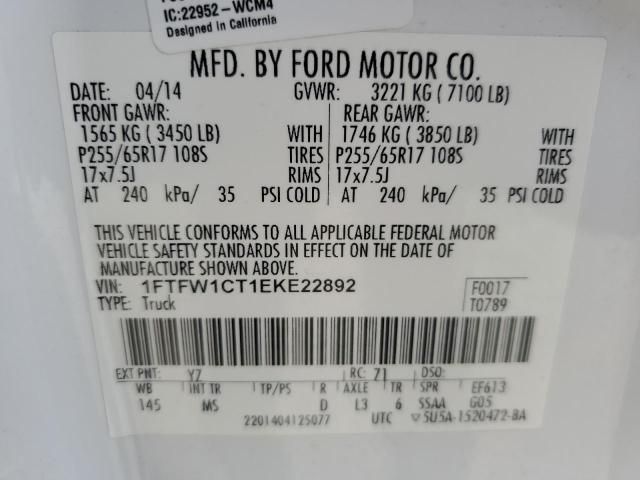 IC:22952-WCM4
Designed in California
MFD. BY FORD MOTOR CO.
DATE: 04/14 GVWR: 3221 KG ( 7100 LB)
FRONT GAWR: REAR GAWR:
1565 KG ( 3450 LB) WITH 1746 KG ( 3850 LB) WITH
P255/65R17 108S TIRES P255/65R17 108S TIRES
17x7.5J RIMS 17x7.5J RIMS
AT 240 kPa/ 35 PSI COLD AT 240 kPa/ 35 PSI COLD
THIS VEHICLE CONFORMS TO ALL APPLICABLE FEDERAL MOTOR
VEHICLE SAFETY STANDARDS IN EFFECT ON THE DATE OF
MANUFACTURE SHOWN ABOVE.
VIN: 1FTFW1CT1EKE22892 F0017
TYPE: Truck T0789
EXT PNT: Y7 RC: 71 DSO:
WB INT TR TP/PS R AXLE TR SPR EF613
145 MS D L3 6 SSAA G05
2201404125077 UTC ▽5U5A-1520472-BA